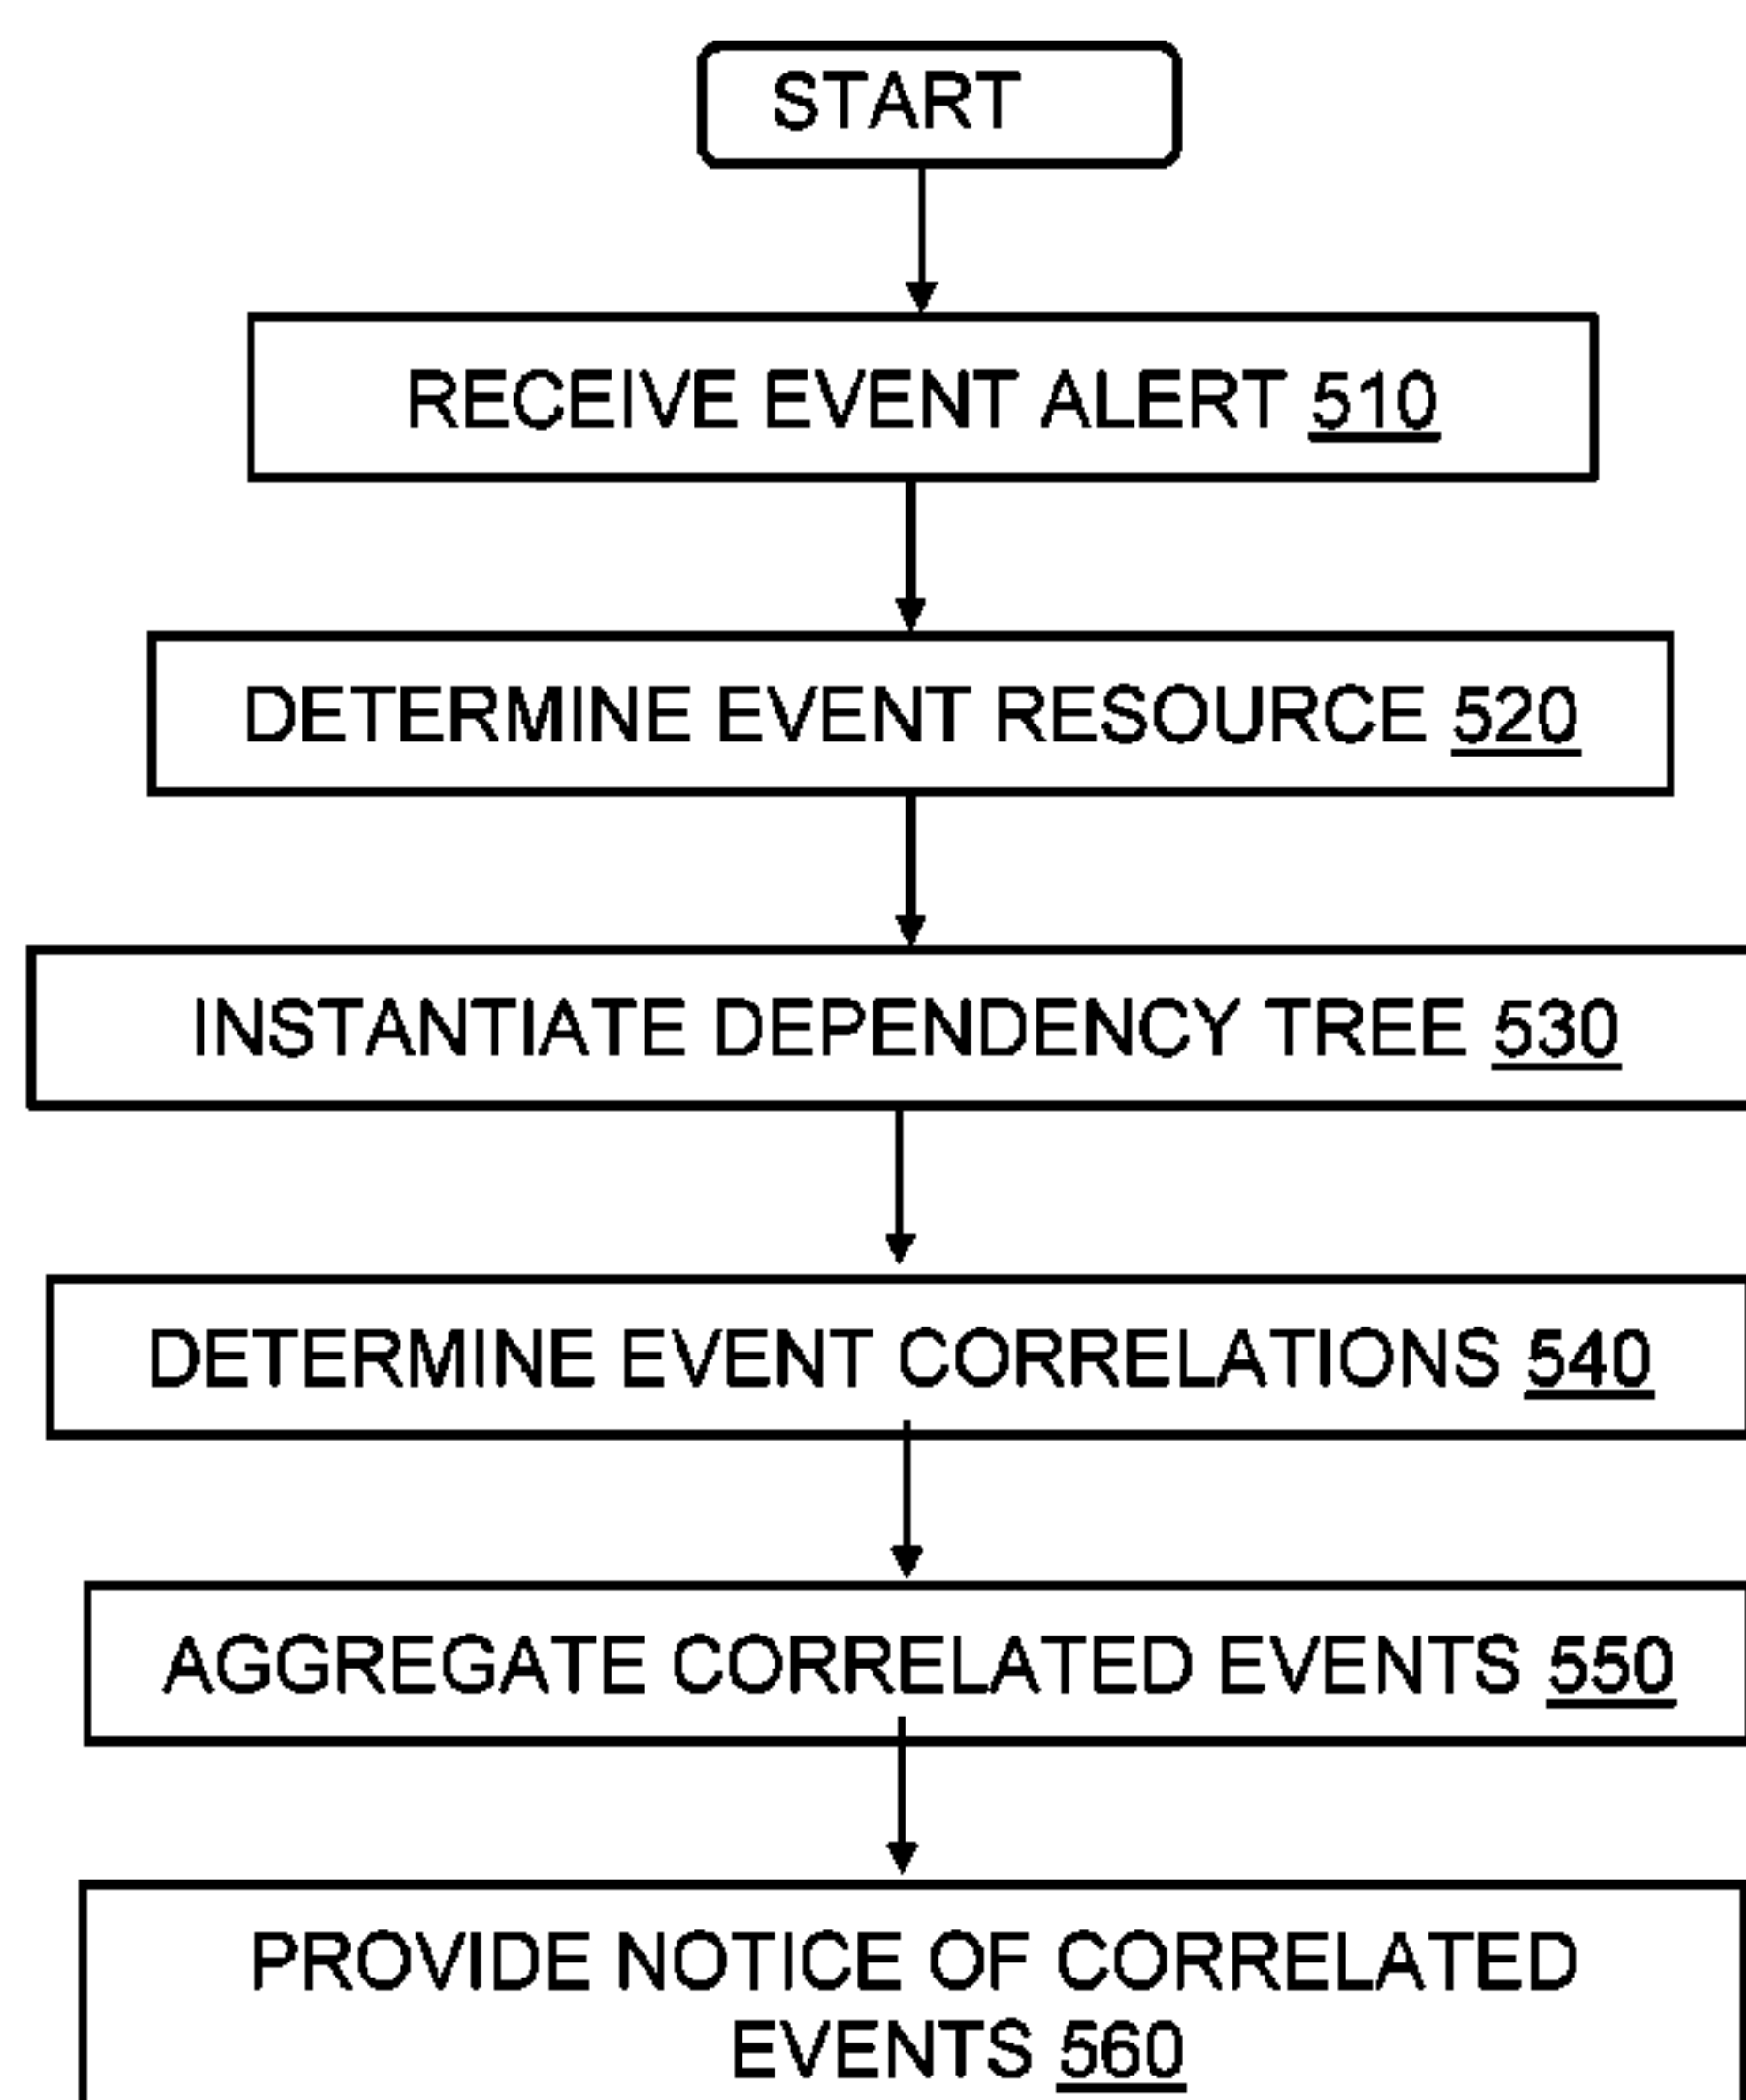 START
RECEIVE EVENT ALERT 510
DETERMINE EVENT RESOURCE 520
INSTANTIATE DEPENDENCY TREE 530
DETERMINE EVENT CORRELATIONS 540
AGGREGATE CORRELATED EVENTS 550
PROVIDE NOTICE OF CORRELATED
EVENTS 560